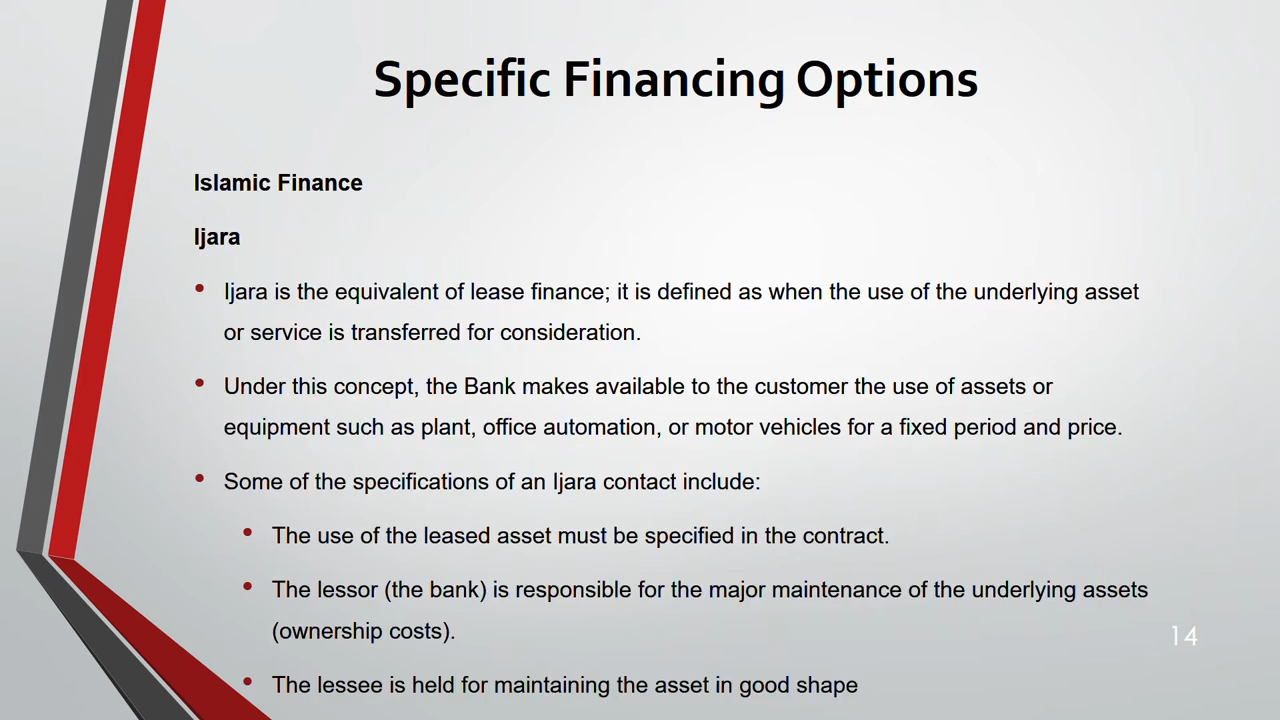 Specific Financing Options
Islamic Finance
Ijara
• Ijara is the equivalent of lease finance; it is defined as when the use of the underlying asset
or service is transferred for consideration.
• Under this concept, the Bank makes available to the customer the use of assets or
equipment such as plant, office automation, or motor vehicles for a fixed period and price.
• Some of the specifications of an Ijara contact include:
• The use of the leased asset must be specified in the contract.
• The lessor (the bank) is responsible for the major maintenance of the underlying assets
(ownership costs).
14
• The lessee is held for maintaining the asset in good shape